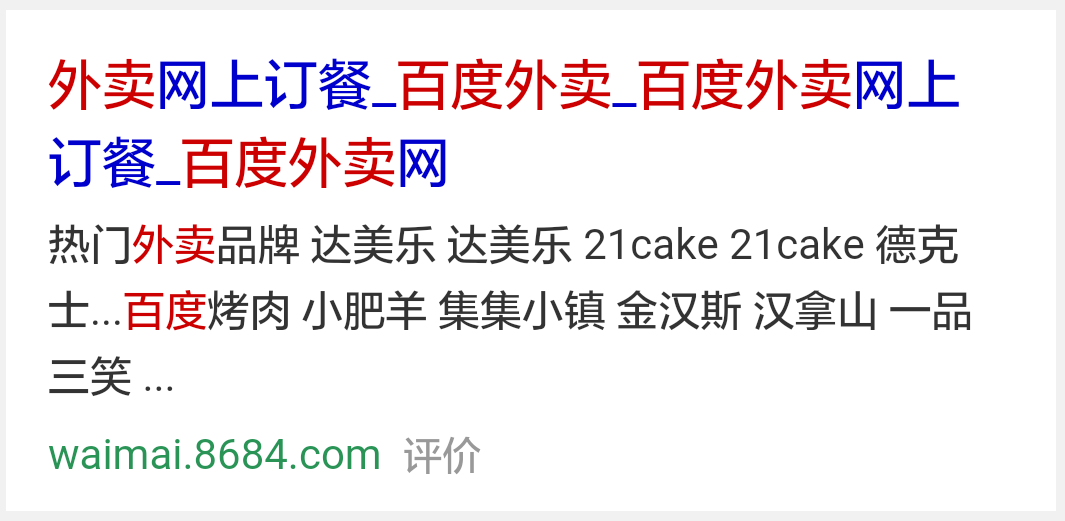 外卖网上订餐_百度外卖_百度外卖网上
订餐_百度外卖网
热门外卖品牌 达美乐 达美乐 21cake 21cake 德克
士...百度烤肉 小肥羊 集集小镇 金汉斯 汉拿山 一品
三笑 ...
waimai.8684.com 评价